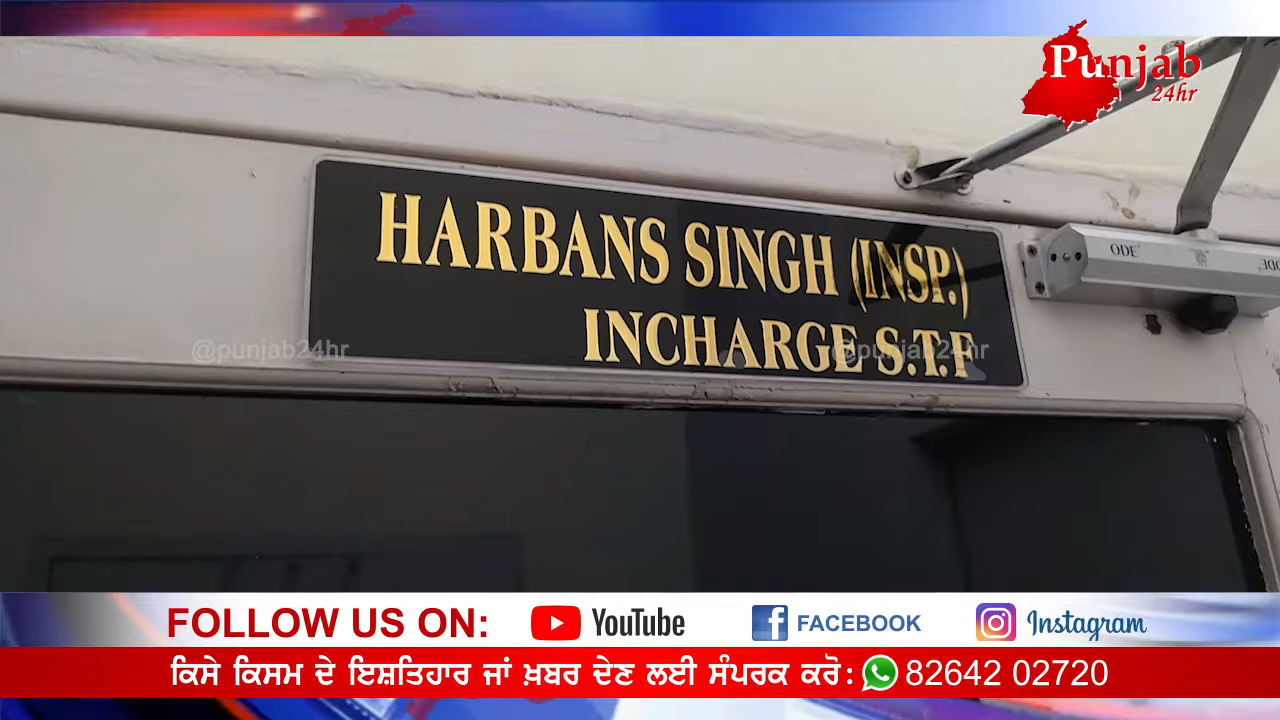 Punjab
24hr
HARBANS SINGH (INSP.)
INCHARGE S.T.F
ODE
@punjab24hr
@punjab24hr
FOLLOW US ON: YouTube FACEBOOK Instagram
ਕਿਸੇ ਕਿਸਮ ਦੇ ਇਸ਼ਤਿਹਾਰ ਜਾਂ ਖ਼ਬਰ ਦੇਣ ਲਈ ਸੰਪਰਕ ਕਰੋ: 82642 02720